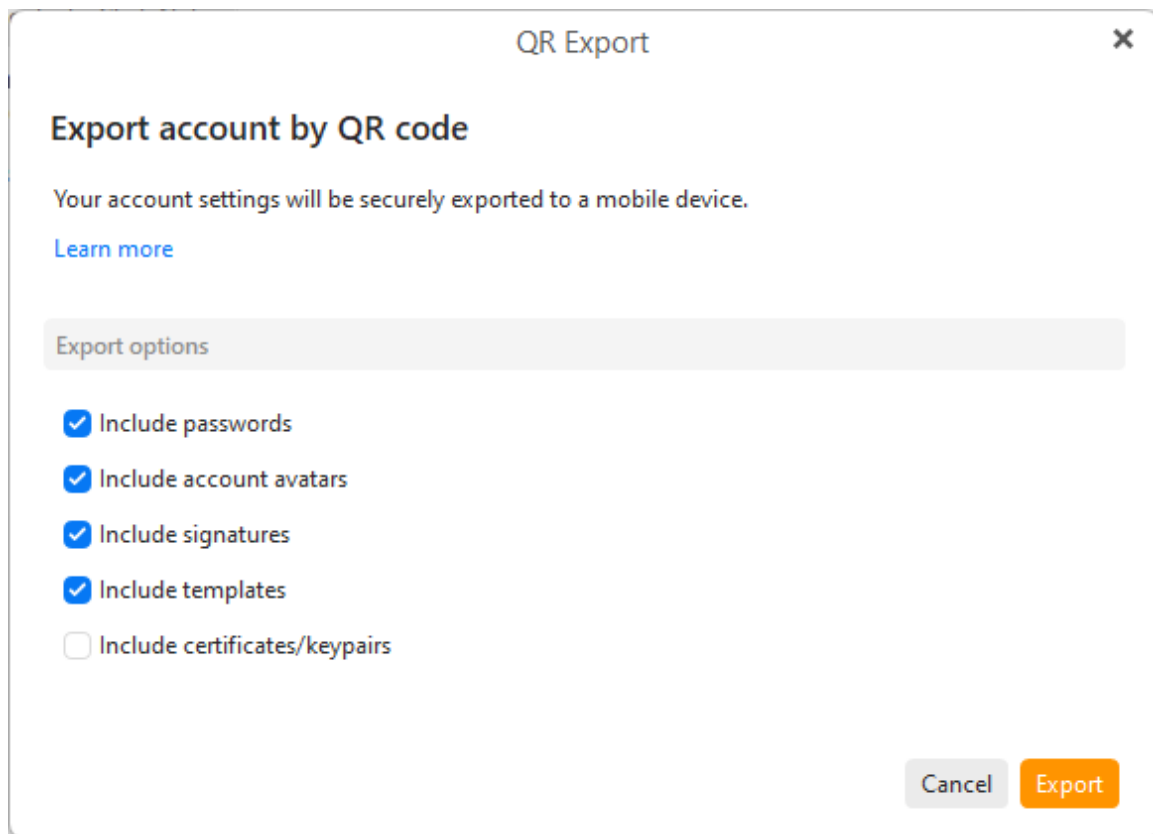 QR Export
Export account by QR code
Your account settings will be securely exported to a mobile device.
Learn more
Export options
Include passwords
Include account avatars
Include signatures
Include templates
Include certificates/keypairs
Cancel Export